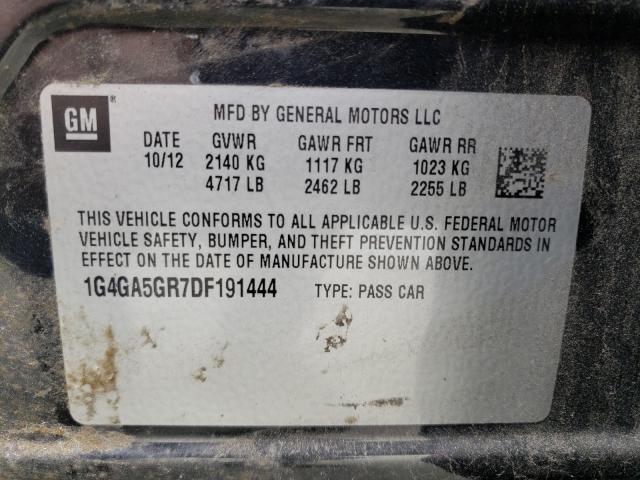 GM ®
MFD BY GENERAL MOTORS LLC
DATE GVWR GAWR FRT GAWR RR
10/12 2140 KG 1117 KG 1023 KG
4717 LB 2462 LB 2255 LB
THIS VEHICLE CONFORMS TO ALL APPLICABLE U.S. FEDERAL MOTOR
VEHICLE SAFETY, BUMPER, AND THEFT PREVENTION STANDARDS IN
EFFECT ON THE DATE OF MANUFACTURE SHOWN ABOVE.
1G4GA5GR7DF191444 TYPE: PASS CAR